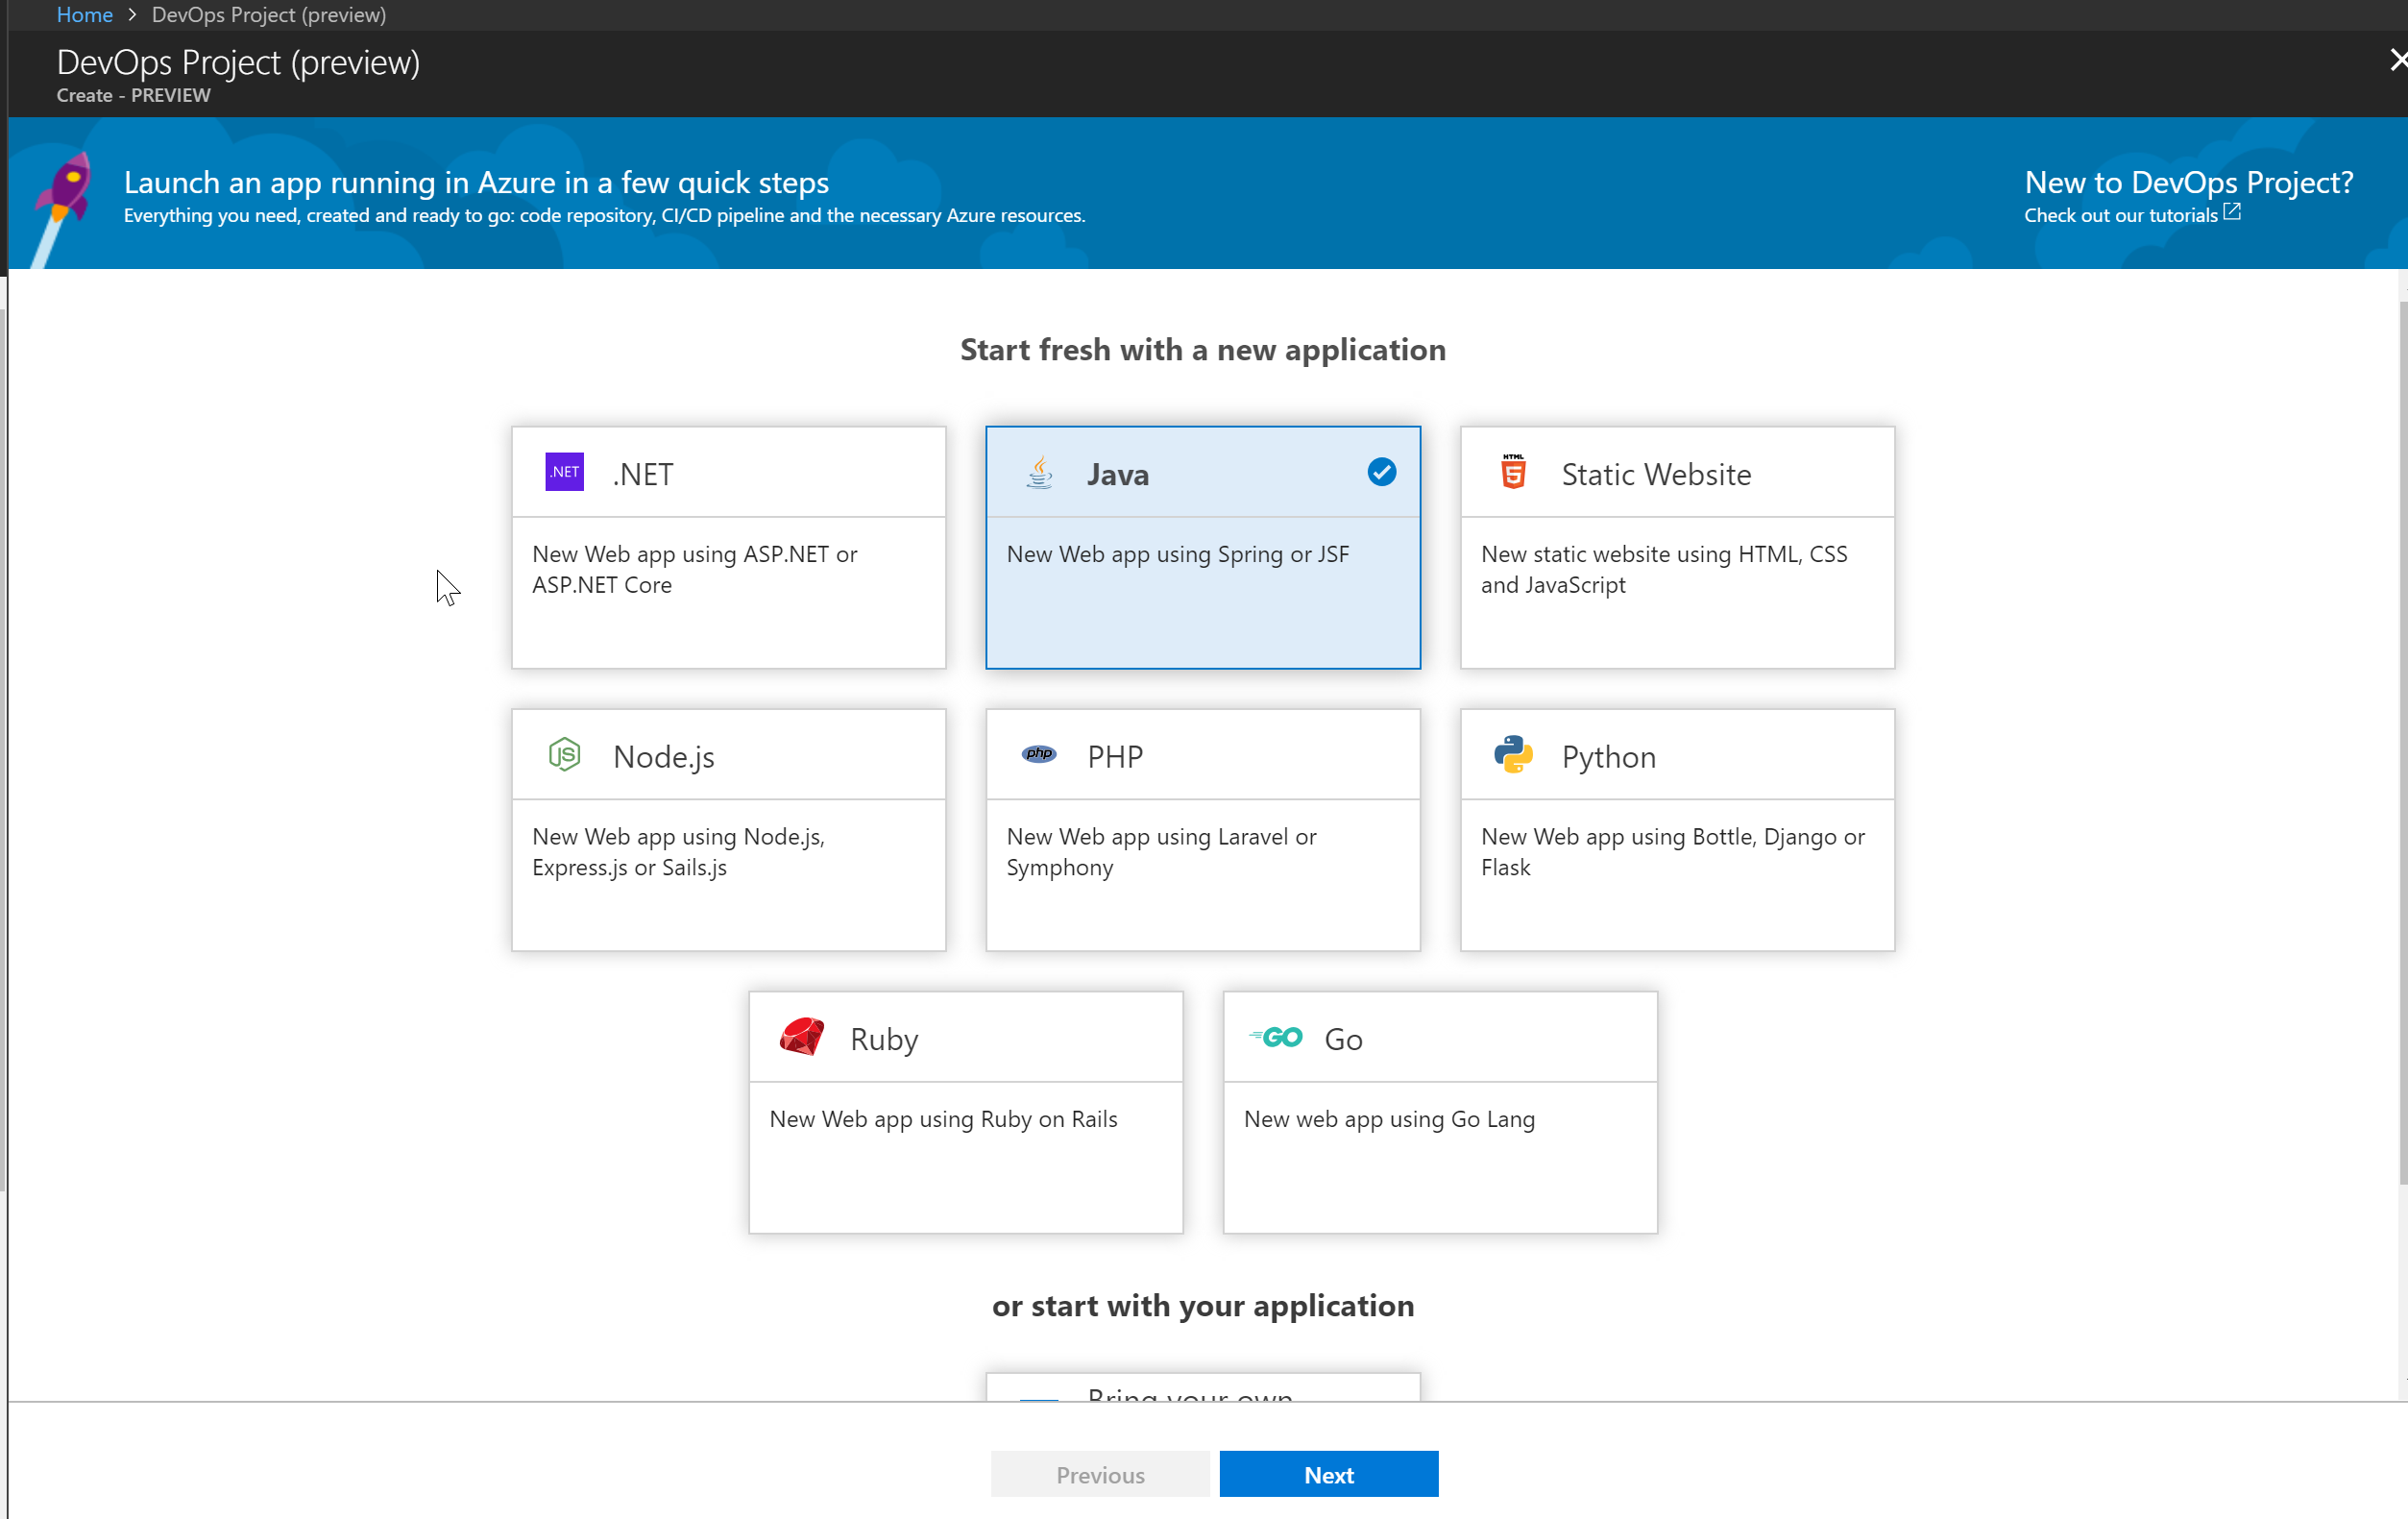 Home > DevOps Project (preview)
DevOps Project (preview)
Create - PREVIEW
Launch an app running in Azure in a few quick steps
Everything you need, created and ready to go: code repository, CI/CD pipeline and the necessary Azure resources.
New to DevOps Project?
Check out our tutorials
Start fresh with a new application
.NET .NET
New Web app using ASP.NET or
ASP.NET Core
Java
New Web app using Spring or JSF
HTML 5 Static Website
New static website using HTML, CSS
and JavaScript
JS Node.js
New Web app using Node.js,
Express.js or Sails.js
php PHP
New Web app using Laravel or
Symphony
Python
New Web app using Bottle, Django or
Flask
Ruby
New Web app using Ruby on Rails
GO Go
New web app using Go Lang
or start with your application
Bring your own
Previous
Next